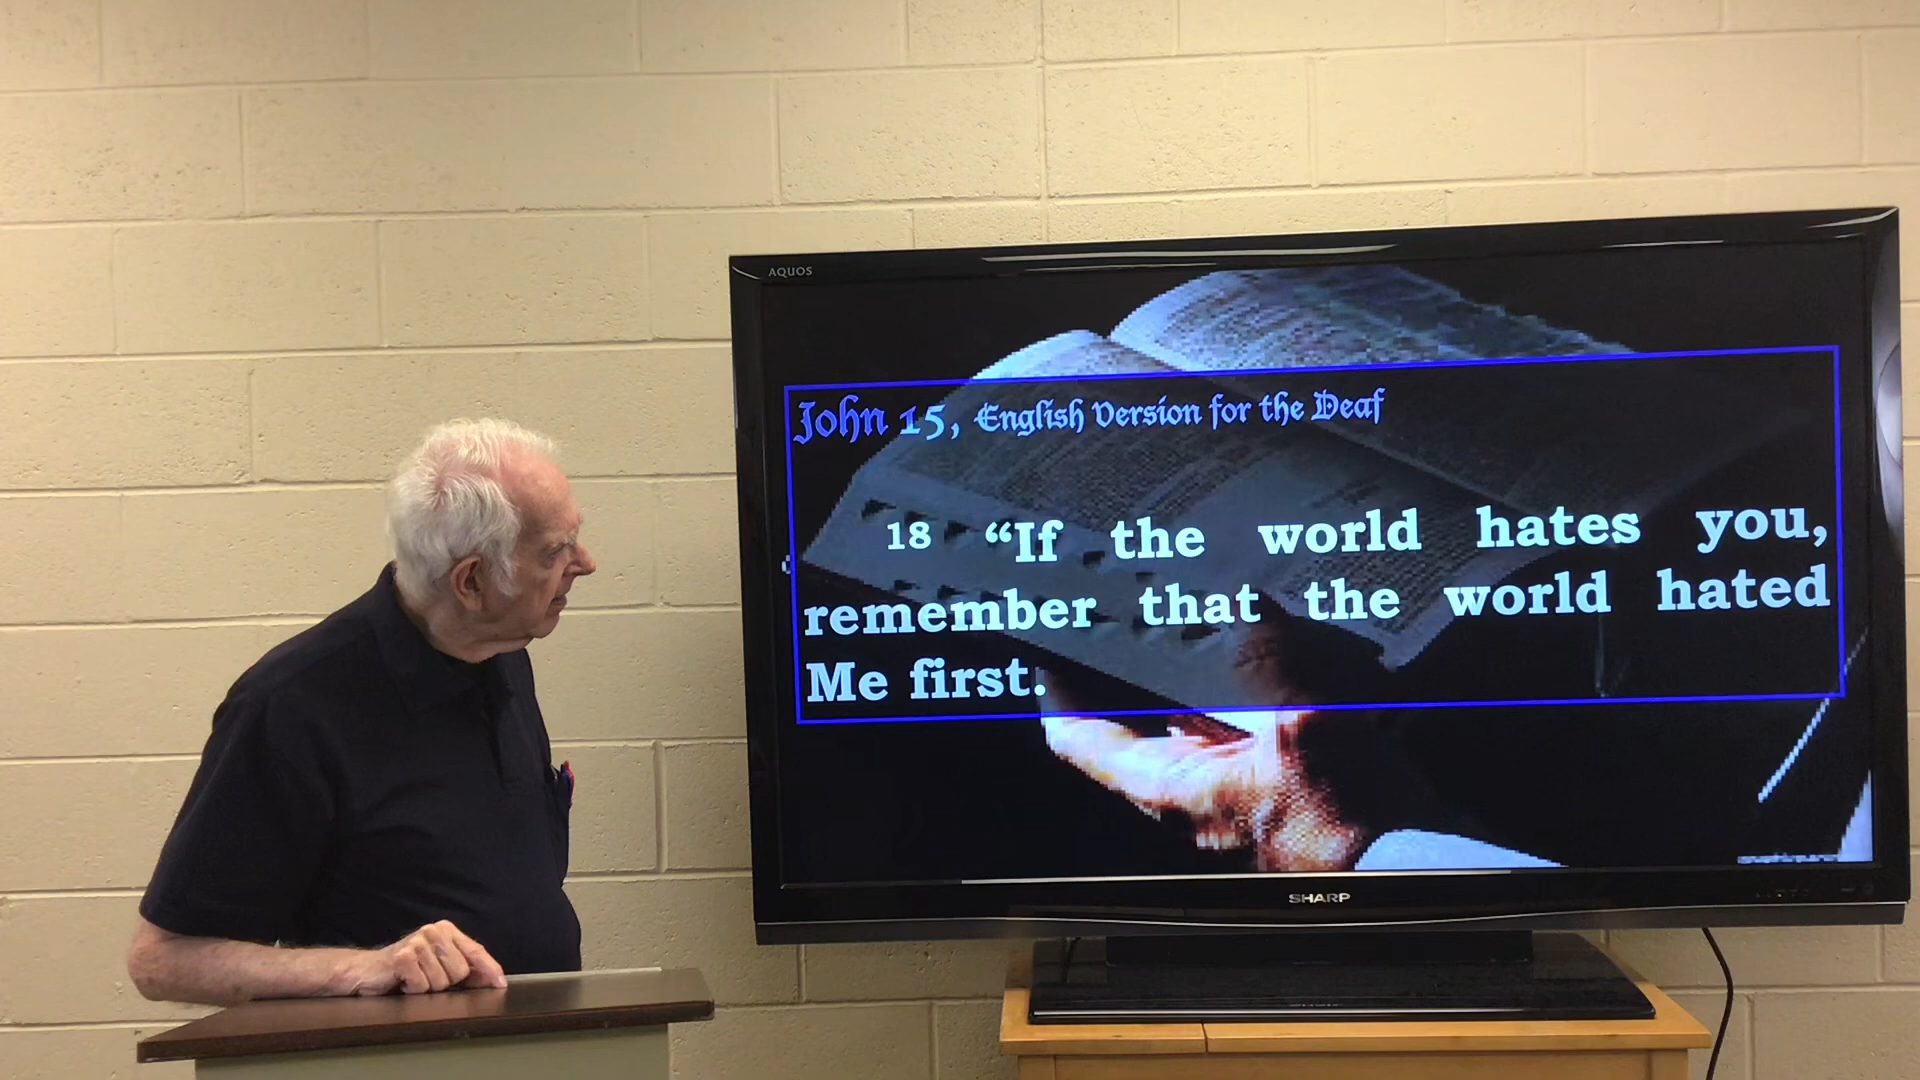 AQUOS
John 15, English Version for the Deaf
18 “If the world hates you,
remember that the world hated
Me first.
SHARP